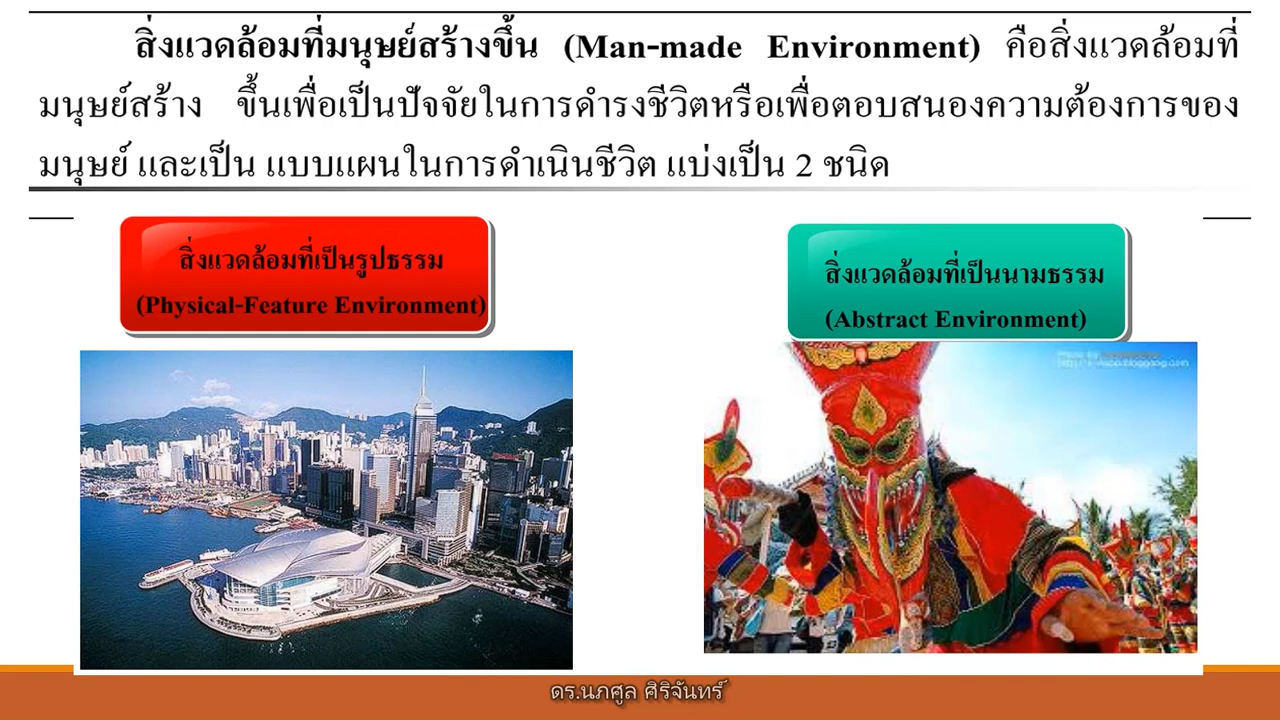 สิ่งแวดล้อมที่มนุษย์สร้างขึ้น (Man-made Environment) คือสิ่งแวดล้อมที่
มนุษย์สร้าง ขึ้นเพื่อเป็นปัจจัยในการดำรงชีวิตหรือเพื่อตอบสนองความต้องการของ
มนุษย์ และเป็น แบบแผนในการดำเนินชีวิต แบ่งเป็น 2 ชนิด
สิ่งแวดล้อมที่เป็นรูปธรรม
(Physical-Feature Environment)
สิ่งแวดล้อมที่เป็นนามธรรม
(Abstract Environment)
ดร.นภศูล ศิริจันทร์